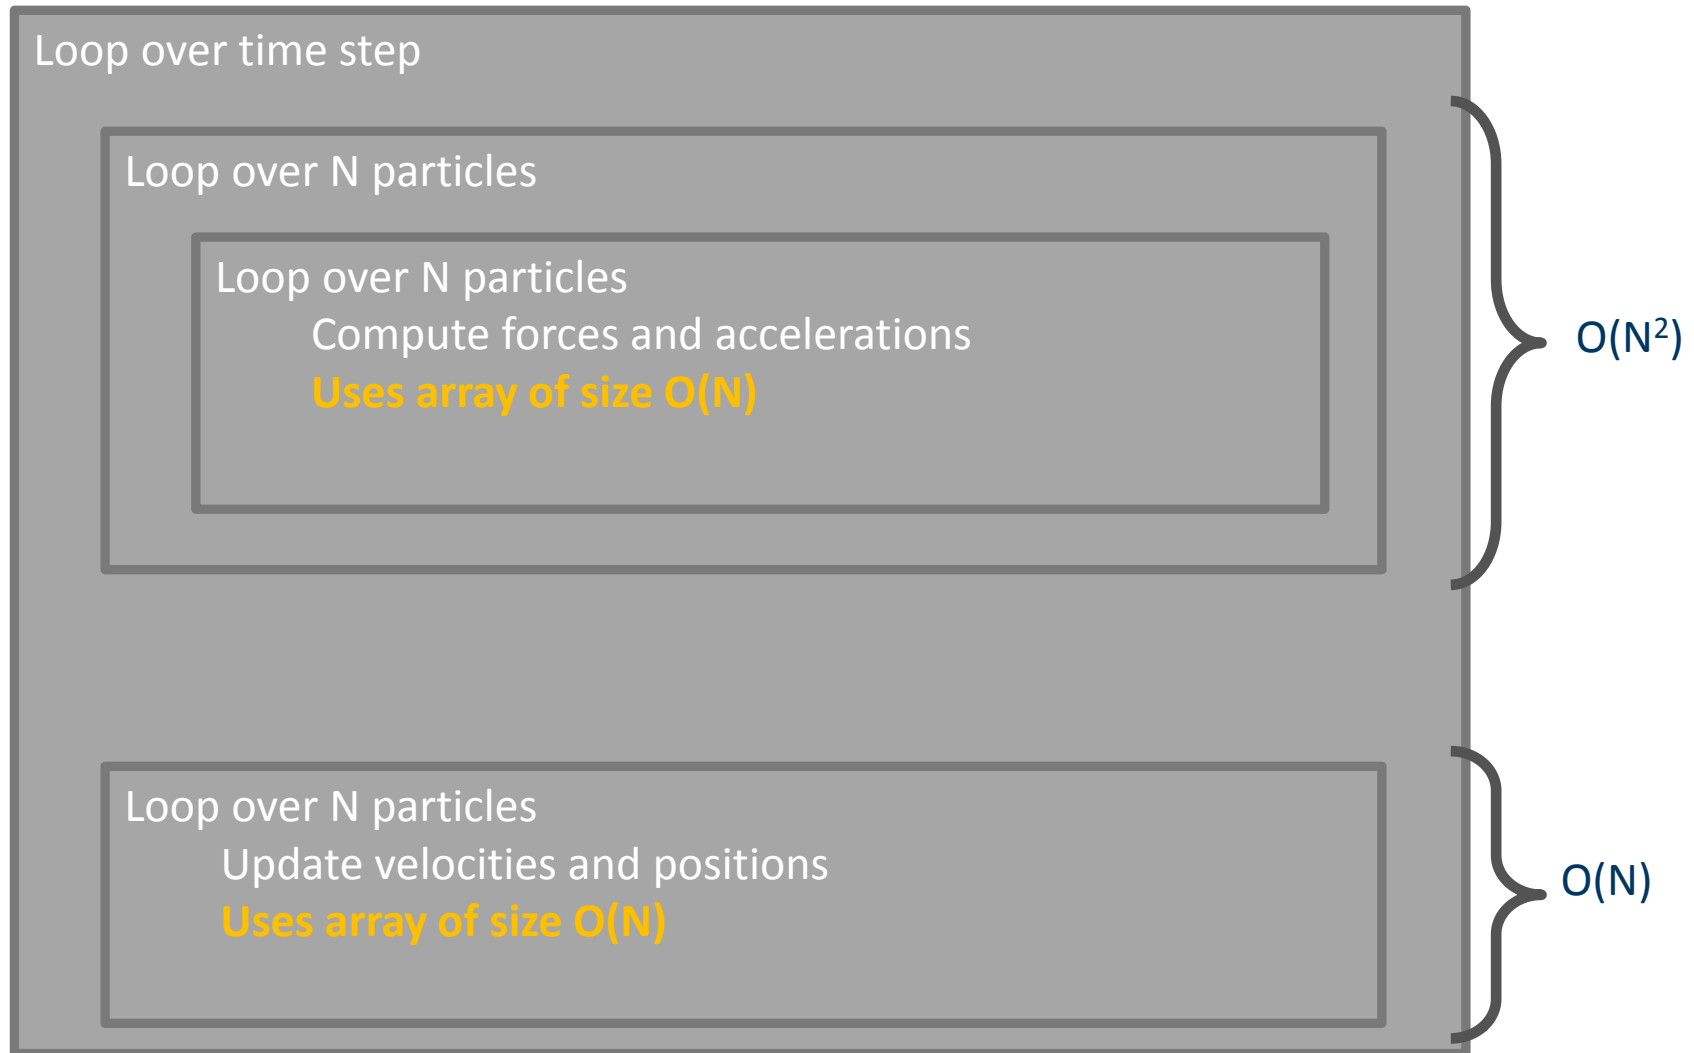 Loop over time step
Loop over N particles
Loop over N particles
Compute forces and accelerations
Uses array of size O(N)
O(N²)
Loop over N particles
Update velocities and positions
Uses array of size O(N)
O(N)